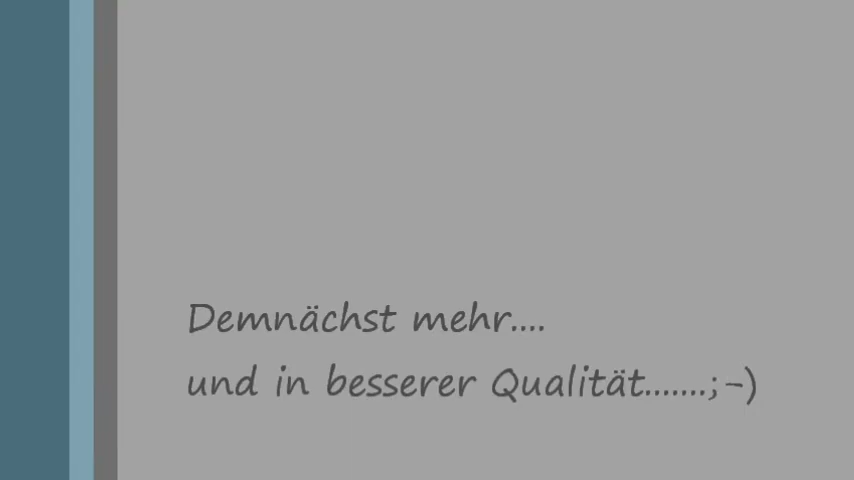 Demnächst mehr....
und in besserer Qualität.......;-)